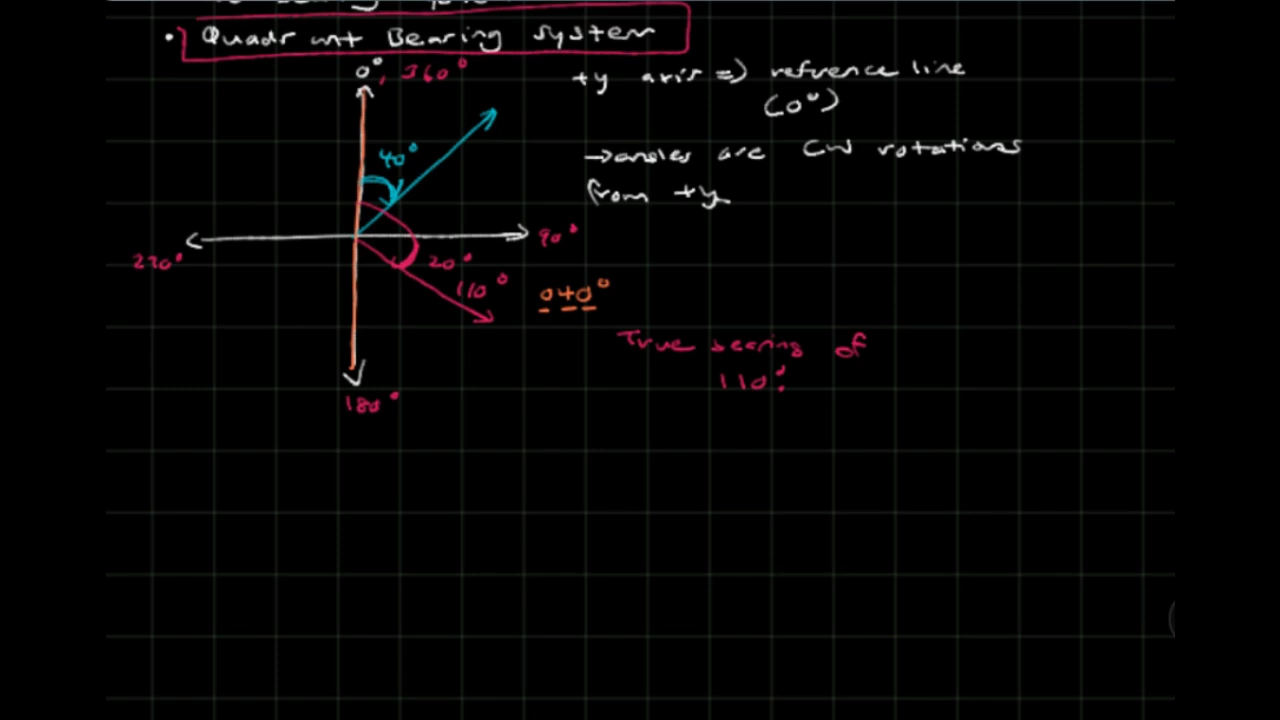 • Quadrant Bearing system
0°, 360°
+y axis => reference line
(0°)
40°
→ angles are CW rotations
from +y
90°
270°
20°
110°
040°
True bearing of
110°.
180°